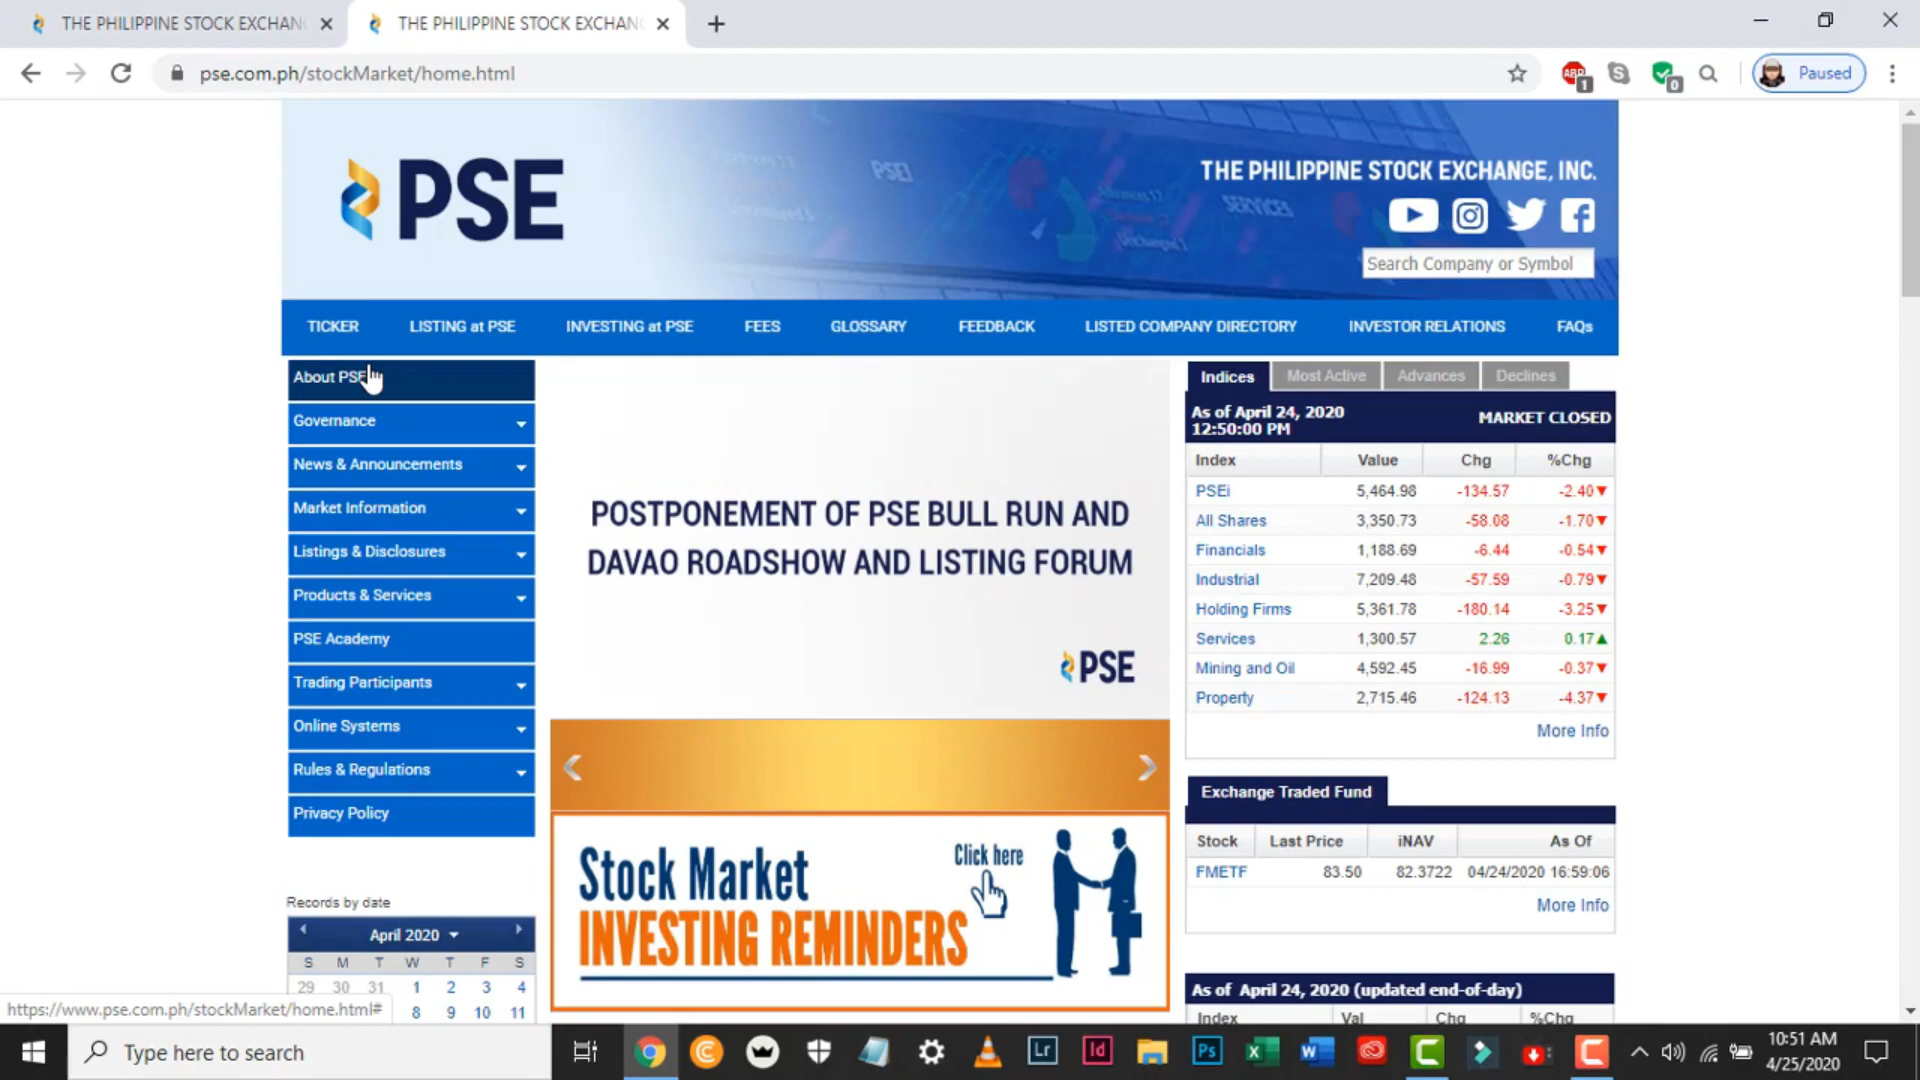 THE PHILIPPINE STOCK EXCHAN
THE PHILIPPINE STOCK EXCHAN
pse.com.ph/stockMarket/home.html
ABP
1
0
Paused
PSE
PSEI
SERVICES
THE PHILIPPINE STOCK EXCHANGE, INC.
Search Company or Symbol
TICKER
LISTING at PSE
INVESTING at PSE
FEES
GLOSSARY
FEEDBACK
LISTED COMPANY DIRECTORY
INVESTOR RELATIONS
FAQs
About PSE
Governance
News & Announcements
Market Information
Listings & Disclosures
Products & Services
PSE Academy
Trading Participants
Online Systems
Rules & Regulations
Privacy Policy
Records by date
April 2020
S M T W T F S
29 30 31 1 2 3 4
8 9 10 11
https://www.pse.com.ph/stockMarket/home.html#
POSTPONEMENT OF PSE BULL RUN AND
DAVAO ROADSHOW AND LISTING FORUM
PSE
Stock Market
INVESTING REMINDERS
Click here
Indices
Most Active
Advances
Declines
As of April 24, 2020
12:50:00 PM
MARKET CLOSED
Index Value Chg %Chg
PSEi 5,464.98 -134.57 -2.40▼
All Shares 3,350.73 -58.08 -1.70▼
Financials 1,188.69 -6.44 -0.54▼
Industrial 7,209.48 -57.59 -0.79▼
Holding Firms 5,361.78 -180.14 -3.25▼
Services 1,300.57 2.26 0.17▲
Mining and Oil 4,592.45 -16.99 -0.37▼
Property 2,715.46 -124.13 -4.37▼
More Info
Exchange Traded Fund
Stock Last Price iNAV As Of
FMETF 83.50 82.3722 04/24/2020 16:59:06
More Info
As of April 24, 2020 (updated end-of-day)
Index Val Chg %Chg
Type here to search
Lr
Id
Ps
10:51 AM
4/25/2020